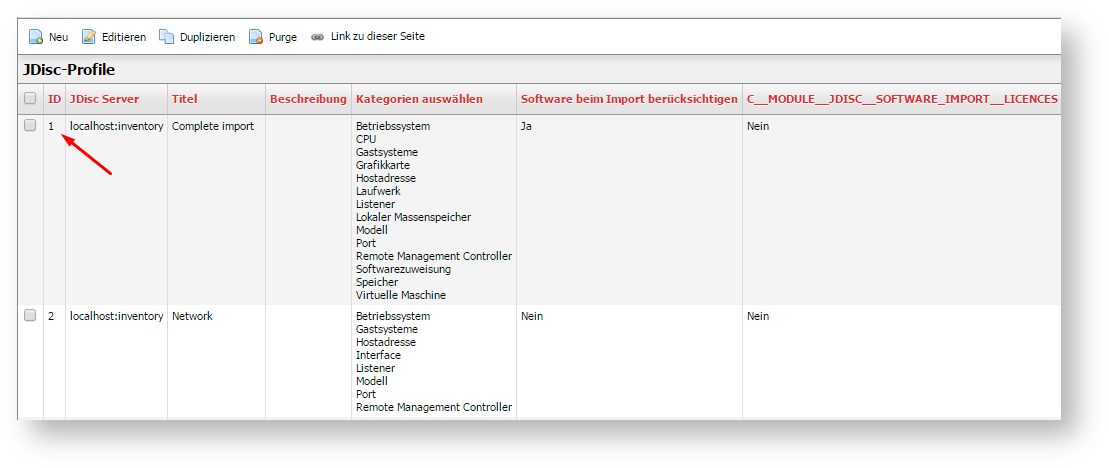 Neu Editieren Duplizieren Purge Link zu dieser Seite
JDisc-Profile
ID JDisc Server Titel Beschreibung Kategorien auswählen Software beim Import berücksichtigen C__MODULE__JDISC__SOFTWARE_IMPORT__LICENCES
1 localhost:inventory Complete import Betriebssystem Ja Nein
CPU
Gastsysteme
Grafikkarte
Hostadresse
Laufwerk
Listener
Lokaler Massenspeicher
Modell
Port
Remote Management Controller
Softwarezuweisung
Speicher
Virtuelle Maschine
2 localhost:inventory Network Betriebssystem Nein Nein
Gastsysteme
Hostadresse
Interface
Listener
Modell
Port
Remote Management Controller